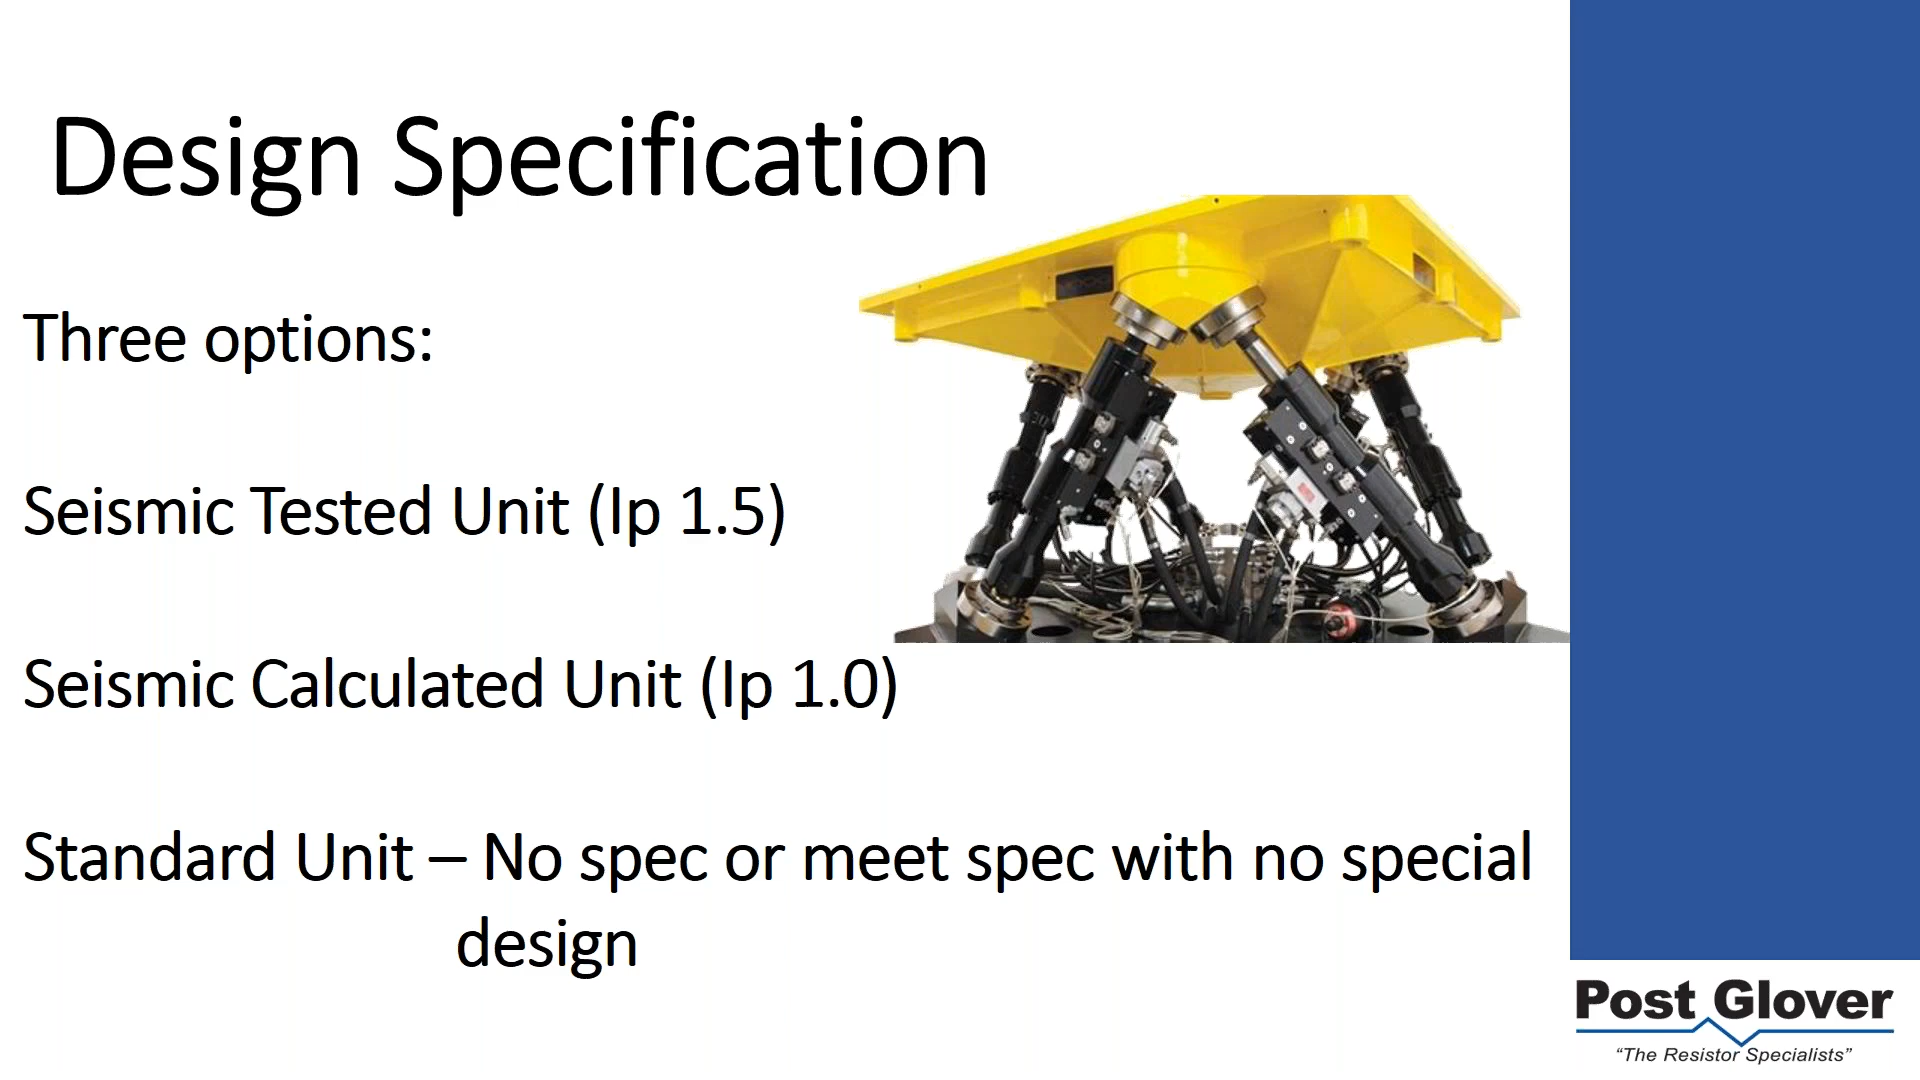 Design Specification
Three options:
Seismic Tested Unit (Ip 1.5)
Seismic Calculated Unit (Ip 1.0)
Standard Unit – No spec or meet spec with no special
design
Post Glover
“The Resistor Specialists”